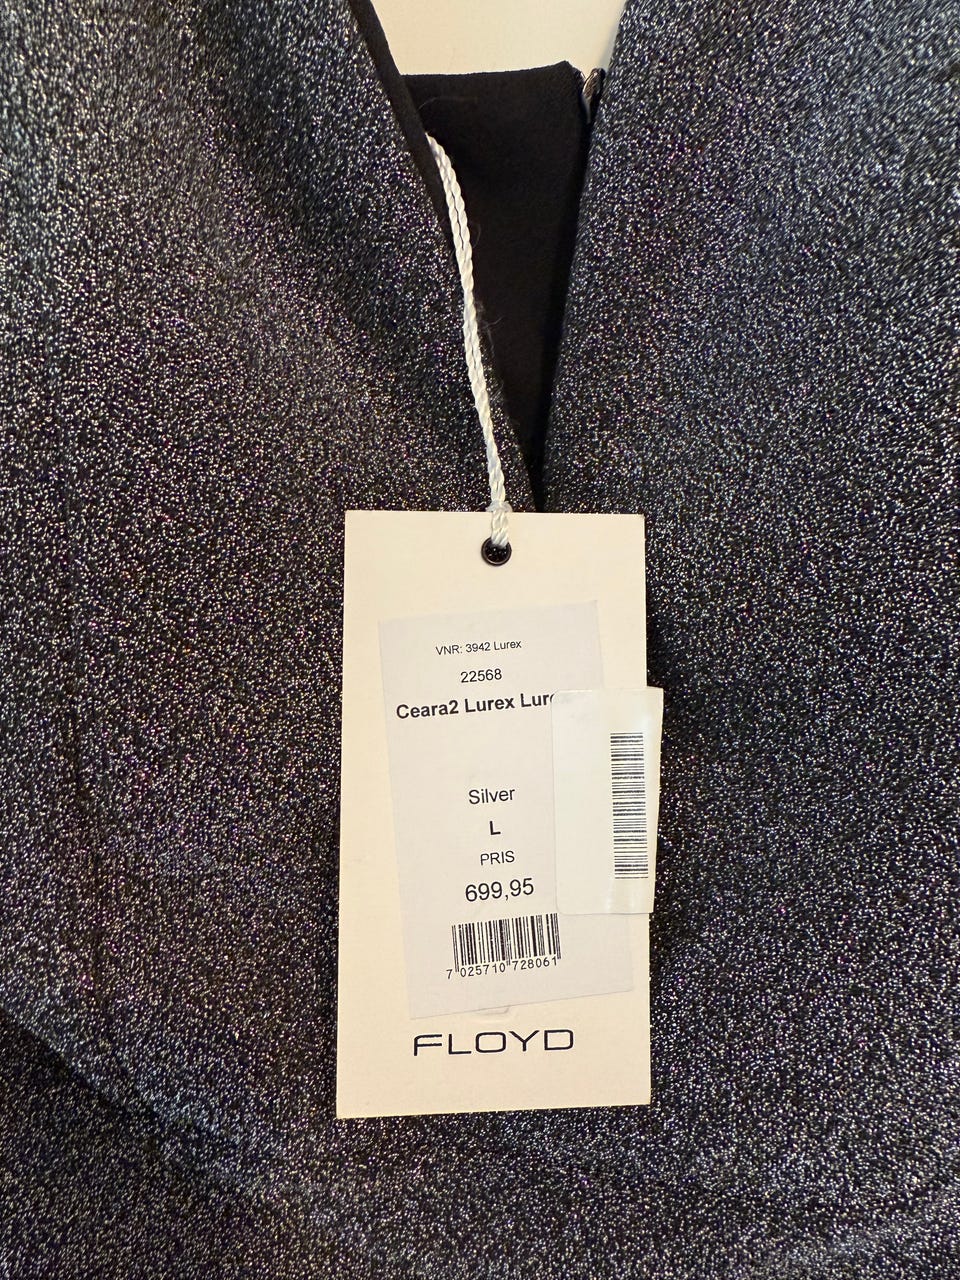 VNR: 3942 Lurex
22568
Ceara2 Lurex
Silver
L
PRIS
699,95
7 025710 728061
FLOYD